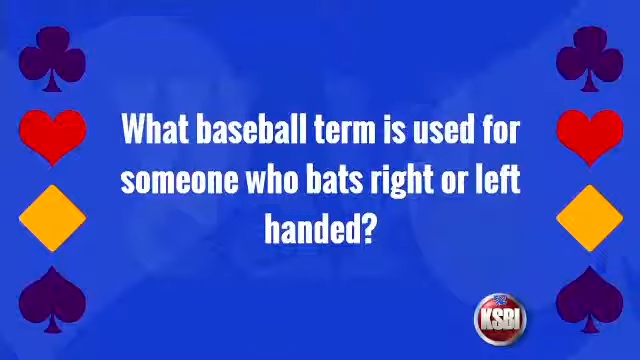 What baseball term is used for
someone who bats right or left
handed?
KSBI